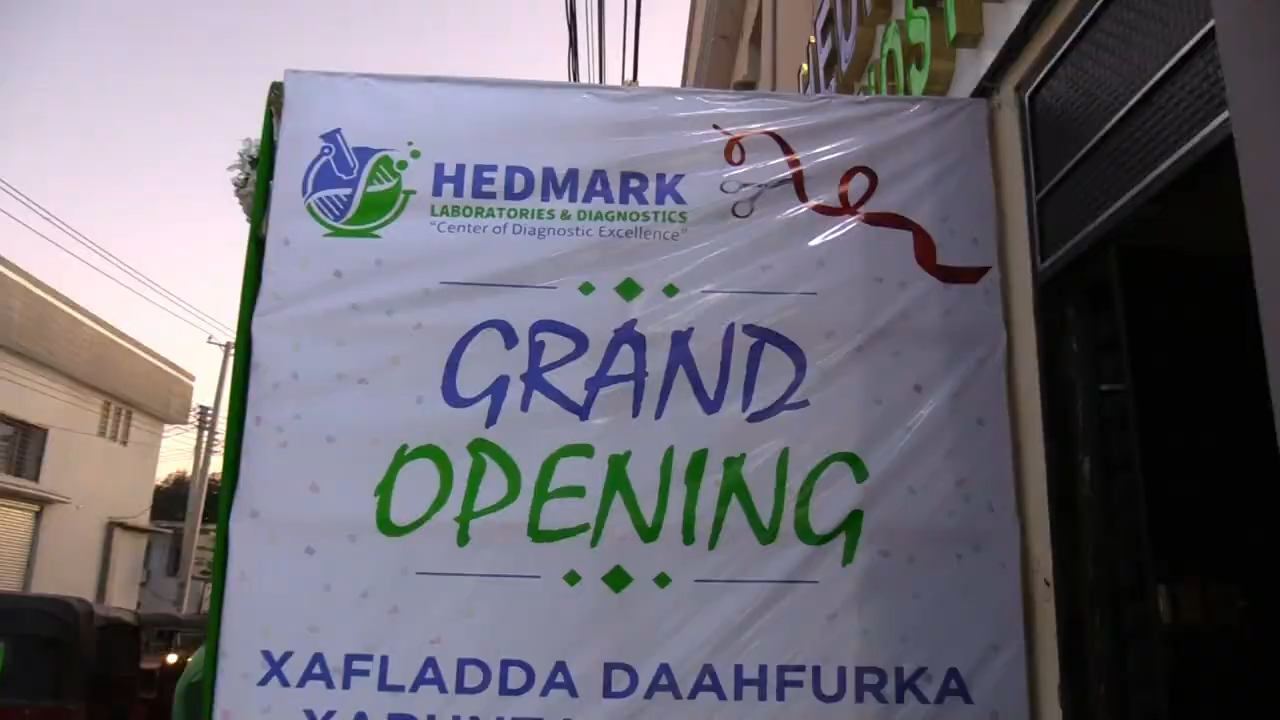 HEDMARK
LABORATORIES & DIAGNOSTICS
"Center of Diagnostic Excellence"
GRAND
OPENING
XAFLADDA DAAHFURKA